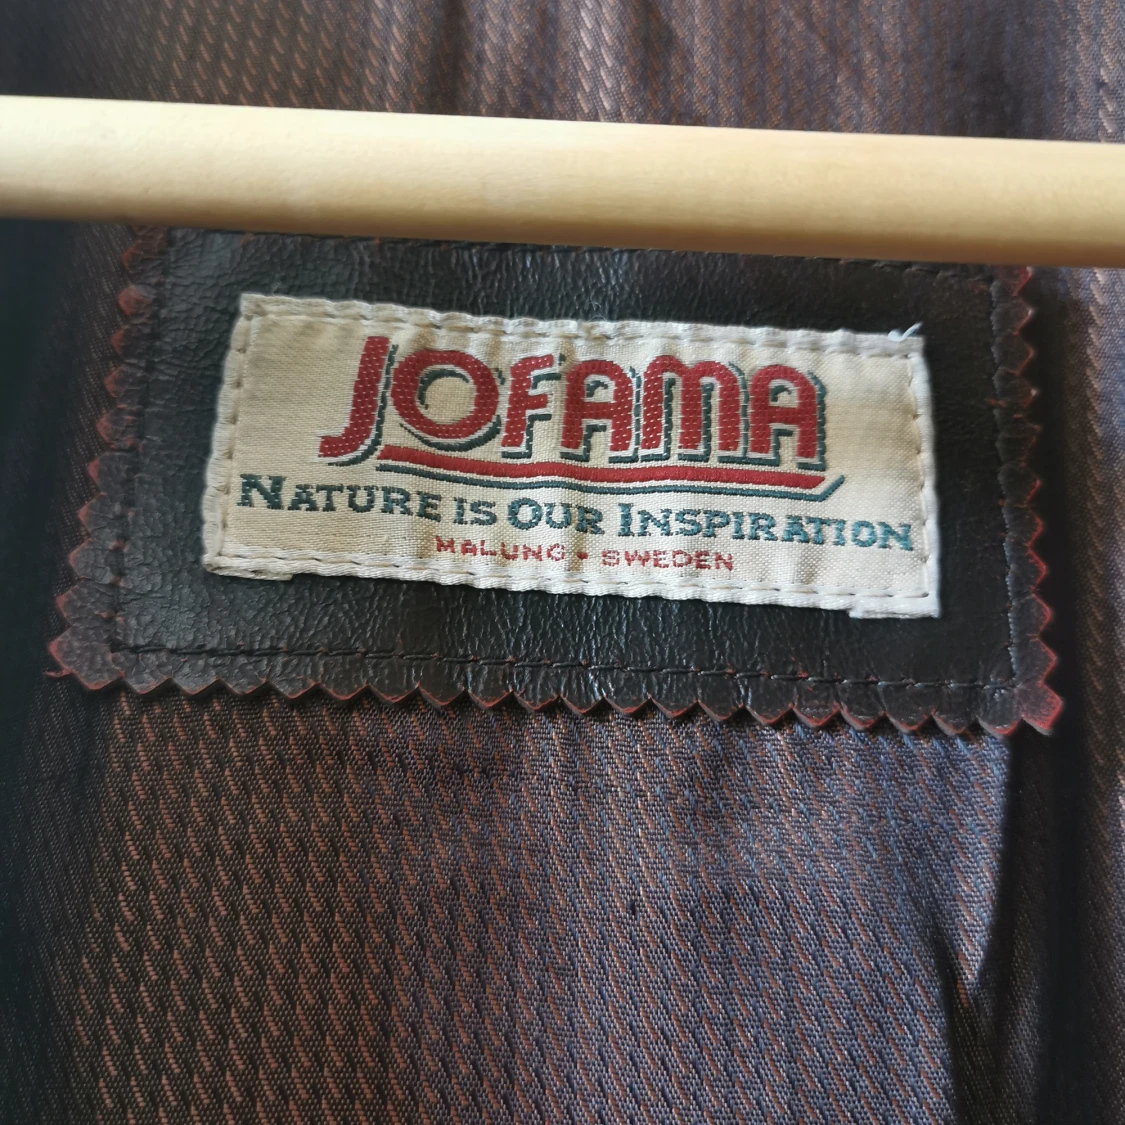 JOFAMA
NATURE IS OUR INSPIRATION
MALUNG • SWEDEN